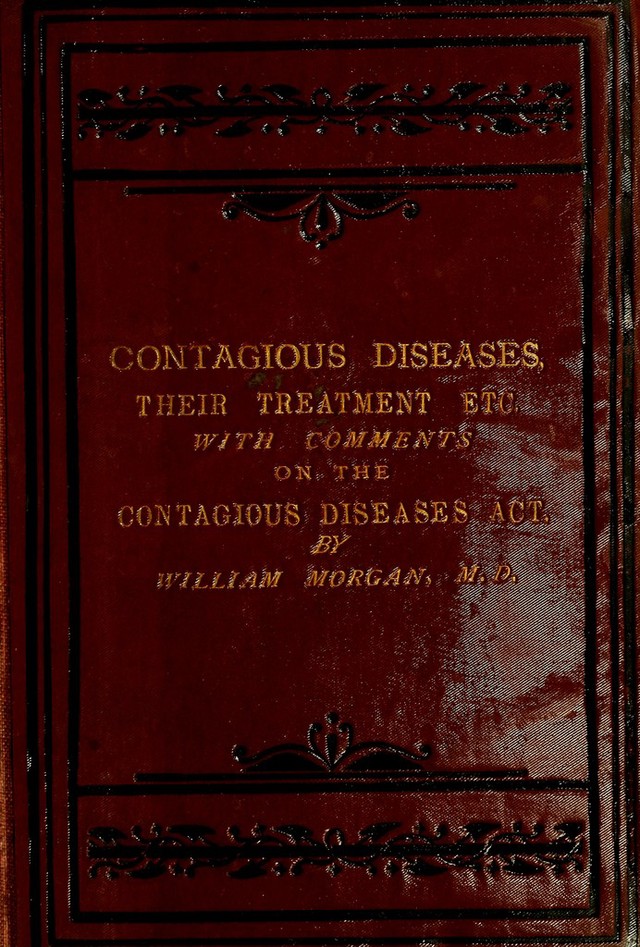 CONTAGIOUS DISEASES,
THEIR TREATMENT ETC.
WITH COMMENTS
ON THE
CONTAGIOUS DISEASES ACT.
BY
WILLIAM MORGAN, M.D.